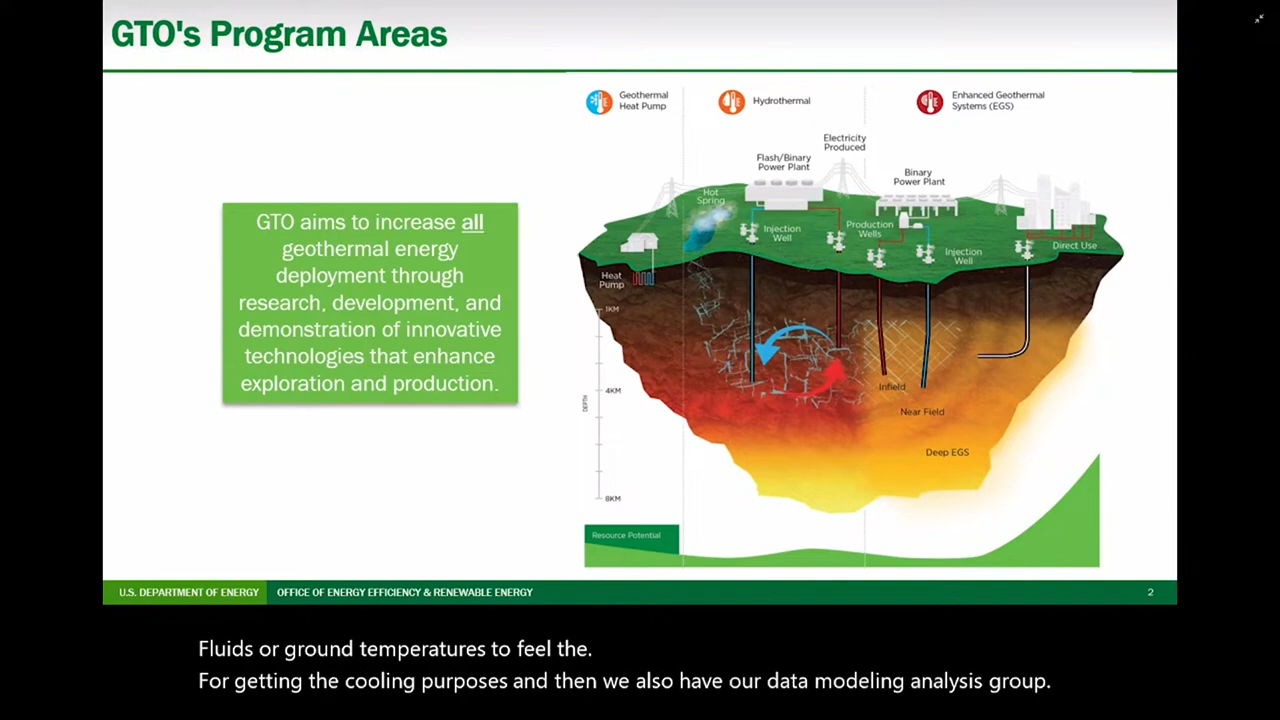 GTO's Program Areas
GTO aims to increase all
geothermal energy
deployment through
research, development, and
demonstration of innovative
technologies that enhance
exploration and production.
Geothermal
Heat Pump
Hydrothermal
Enhanced Geothermal
Systems (EGS)
Electricity
Produced
Flash/Binary
Power Plant
Binary
Power Plant
Hot
Spring
Injection
Well
Production
Wells
Injection
Well
Direct Use
Heat
Pump
1KM
4KM
DEPTH
8KM
Infield
Near Field
Deep EGS
Resource Potential
U.S. DEPARTMENT OF ENERGY
OFFICE OF ENERGY EFFICIENCY & RENEWABLE ENERGY
2
Fluids or ground temperatures to feel the.
For getting the cooling purposes and then we also have our data modeling analysis group.